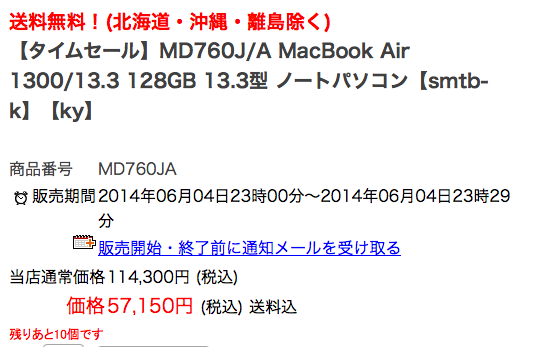 送料無料！(北海道・沖縄・離島除く)
【タイムセール】MD760J/A MacBook Air
1300/13.3 128GB 13.3型 ノートパソコン【smtb-
k】【ky】
商品番号 MD760JA
販売期間 2014年06月04日23時00分～2014年06月04日23時29
分
販売開始・終了前に通知メールを受け取る
当店通常価格 114,300円 (税込)
価格 57,150円 (税込) 送料込
残りあと10個です